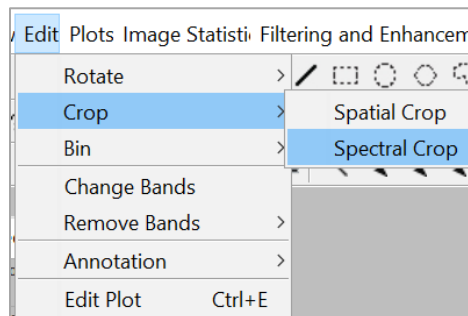 Edit Plots Image Statisti Filtering and Enhancem
Rotate
Crop
Spatial Crop
Bin
Spectral Crop
Change Bands
Remove Bands
Annotation
Edit Plot Ctrl+E